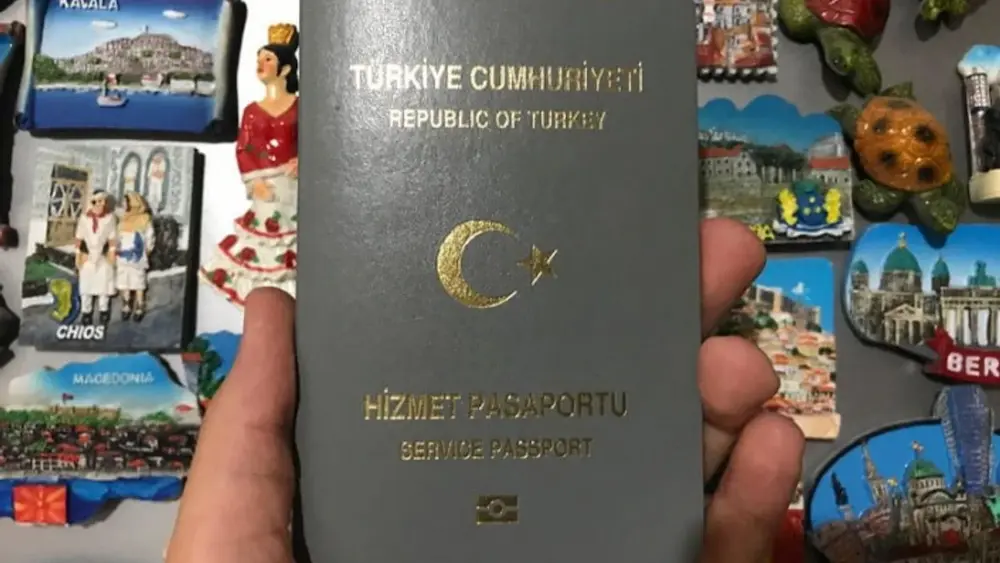 KAVALA
TÜRKİYE CUMHURİYETİ
REPUBLIC OF TURKEY
CHIOS
MACEDONIA
BER
HİZMET PASAPORTU
SERVICE PASSPORT